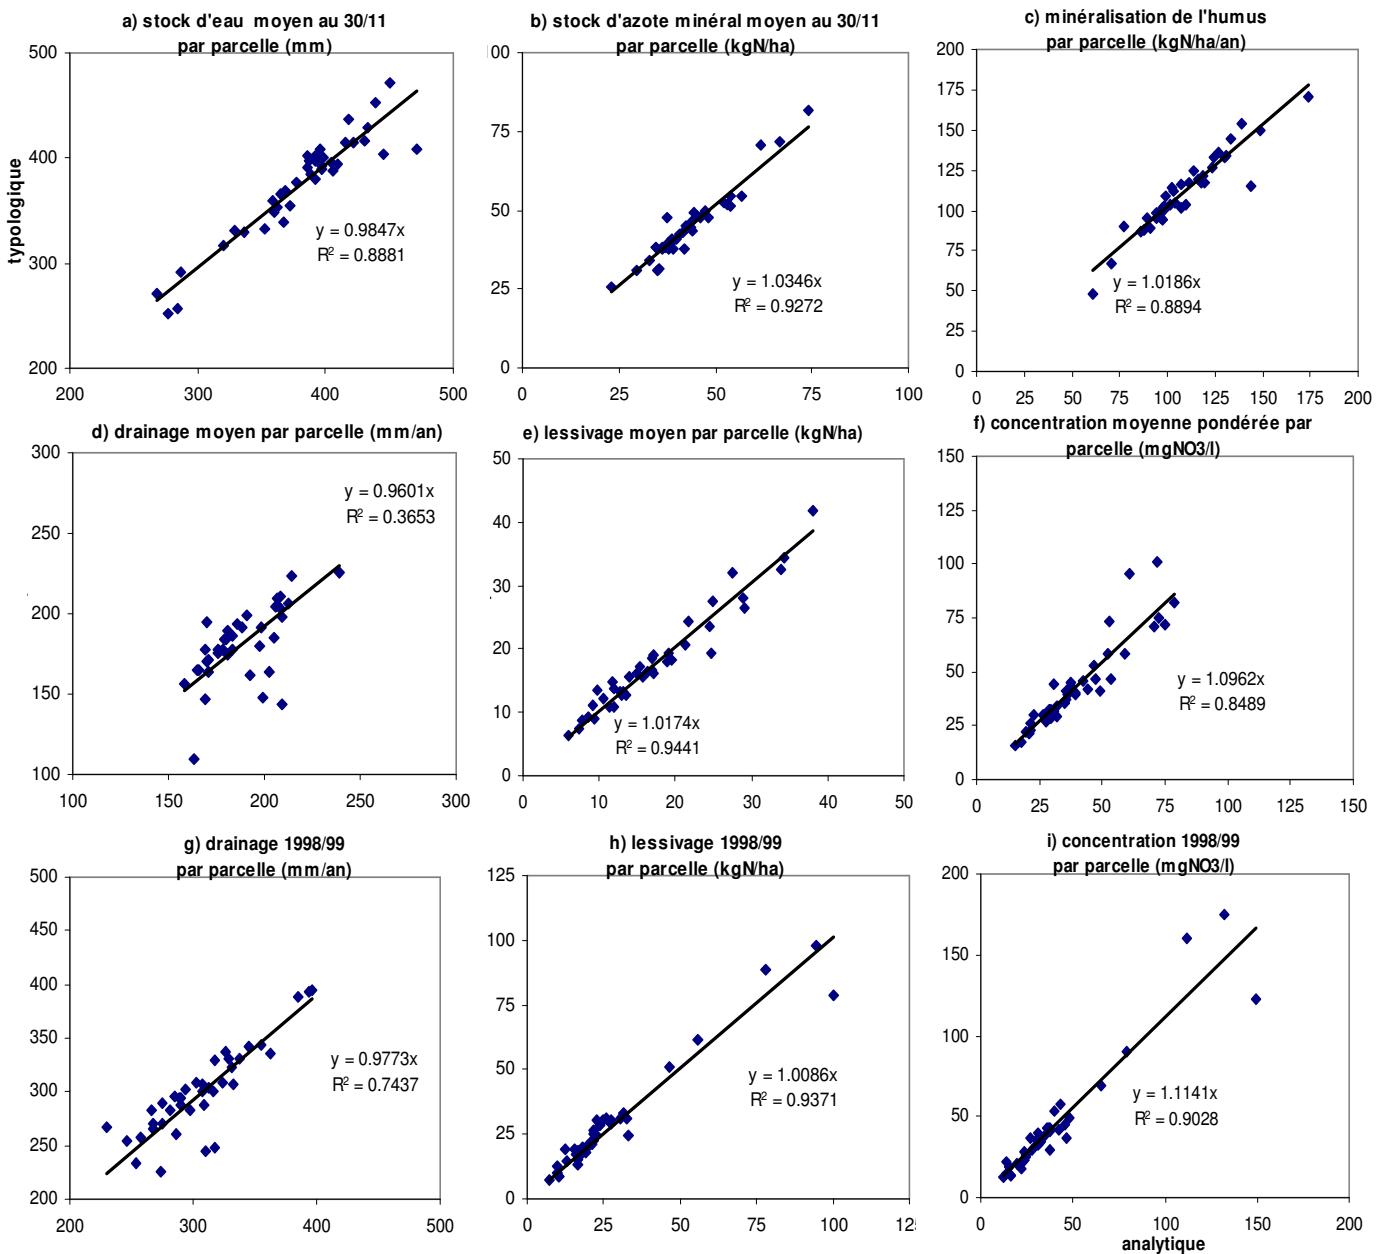 a) stock d'eau moyen au 30/11
par parcelle (mm)
500
400
300
200
200
300
400
500
typologique
y = 0.9847x
R² = 0.8881
b) stock d'azote minéral moyen au 30/11
par parcelle (kgN/ha)
00
75
50
25
0
0
25
50
75
100
y = 1.0346x
R² = 0.9272
c) minéralisation de l'humus
par parcelle (kgN/ha/an)
200
175
150
125
100
75
50
25
0
0
25
50
75
100
125
150
175
200
y = 1.0186x
R² = 0.8894
d) drainage moyen par parcelle (mm/an)
300
250
200
150
100
100
150
200
250
300
y = 0.9601x
R² = 0.3653
e) lessivage moyen par parcelle (kgN/ha)
50
40
30
20
10
0
0
10
20
30
40
50
y = 1.0174x
R² = 0.9441
f) concentration moyenne pondérée par
parcelle (mgNO3/l)
150
100
75
50
25
0
0
25
50
75
100
125
150
y = 1.0962x
R² = 0.8489
g) drainage 1998/99
par parcelle (mm/an)
500
450
400
350
300
250
200
200
300
400
500
y = 0.9773x
R² = 0.7437
h) lessivage 1998/99
par parcelle (kgN/ha)
125
100
75
50
25
0
0
25
50
75
100
y = 1.0086x
R² = 0.9371
i) concentration 1998/99
par parcelle (mgNO3/l)
200
150
100
50
0
0
50
100
150
200
y = 1.1141x
R² = 0.9028
analytique